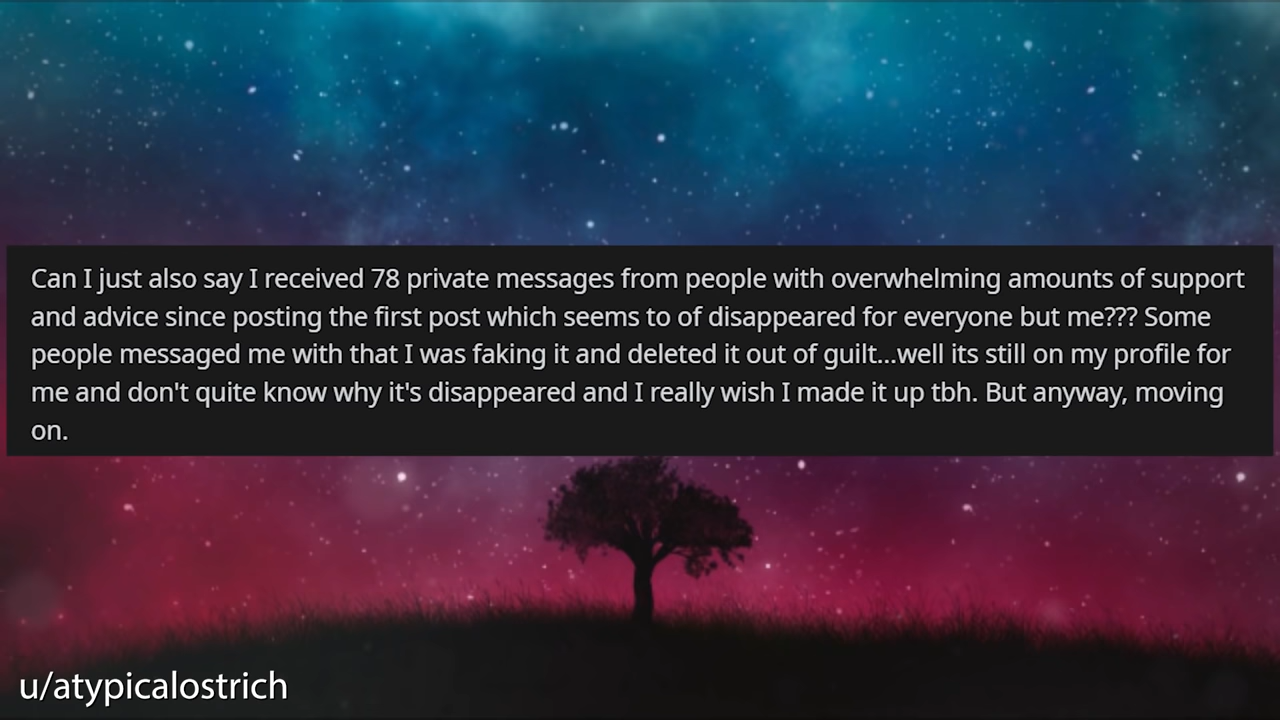 Can I just also say I received 78 private messages from people with overwhelming amounts of support
and advice since posting the first post which seems to of disappeared for everyone but me??? Some
people messaged me with that I was faking it and deleted it out of guilt...well its still on my profile for
me and don't quite know why it's disappeared and I really wish I made it up tbh. But anyway, moving
on.
u/atypicalostrich